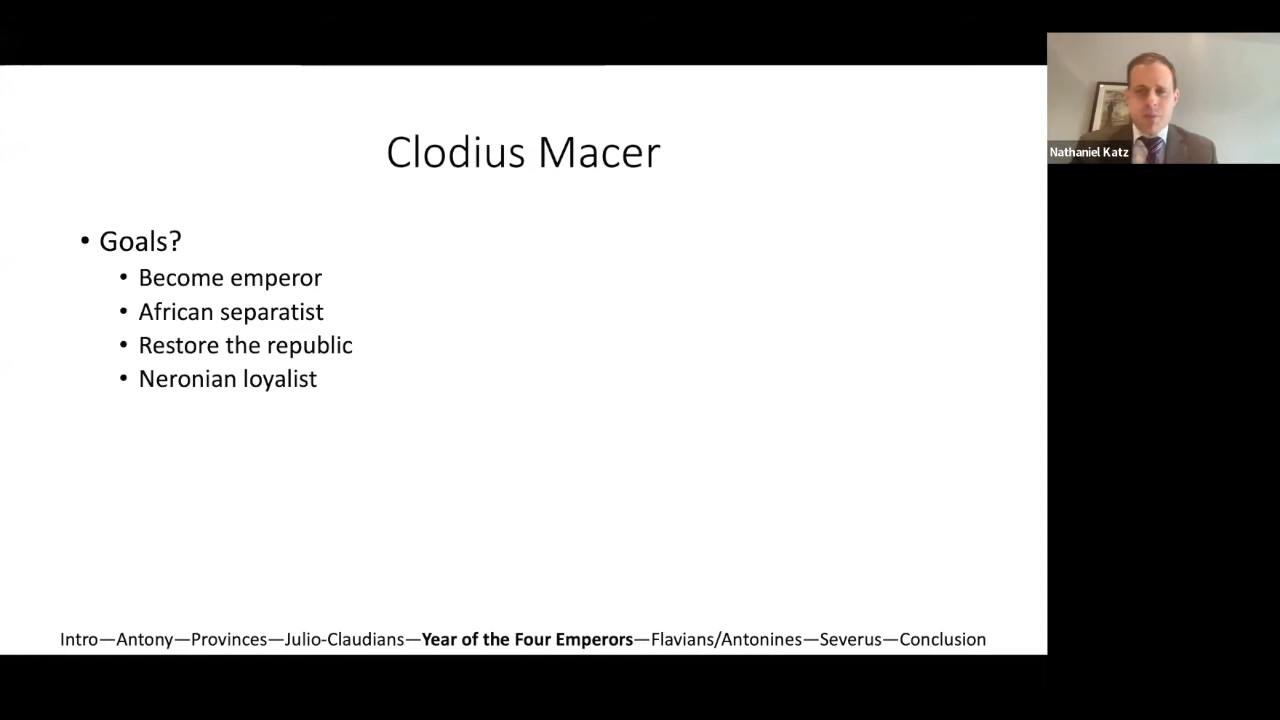 Clodius Macer
• Goals?
• Become emperor
• African separatist
• Restore the republic
• Neronian loyalist
Intro—Antony—Provinces—Julio-Claudians—Year of the Four Emperors—Flavians/Antonines—Severus—Conclusion
Nathaniel Katz